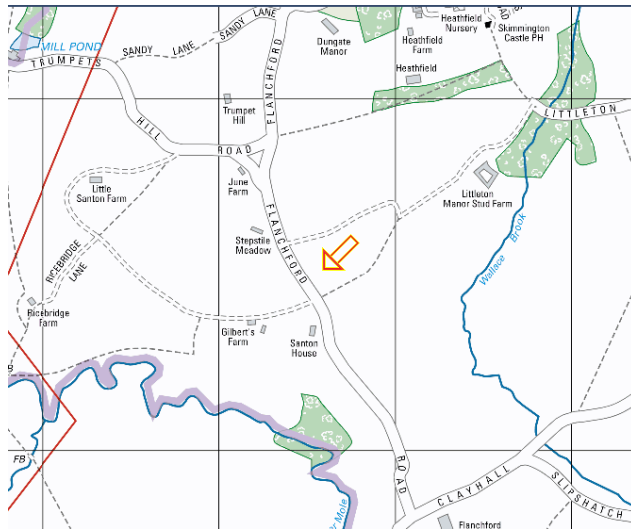 MILL POND
SANDY LANE
SANDY LANE
Dungate
Manor
Heathfield
Nursery
Skimmington
Castle PH
Heathfield
Farm
Heathfield
ROAD
TRUMPETS
HILL
ROAD
Trumpet
Hill
FLANCHFORD
LITTLETON
June
Farm
Little
Santon Farm
Littleton
Manor Stud Farm
Stepstile
Meadow
FLANCHFORD
RICEBRIDGE
LANE
Wallace Brook
Ricebridge
Farm
Gilbert's
Farm
Santon
House
FB
ROAD
CLAYHALL
SLIPSHATCH
Mole
Flanchford